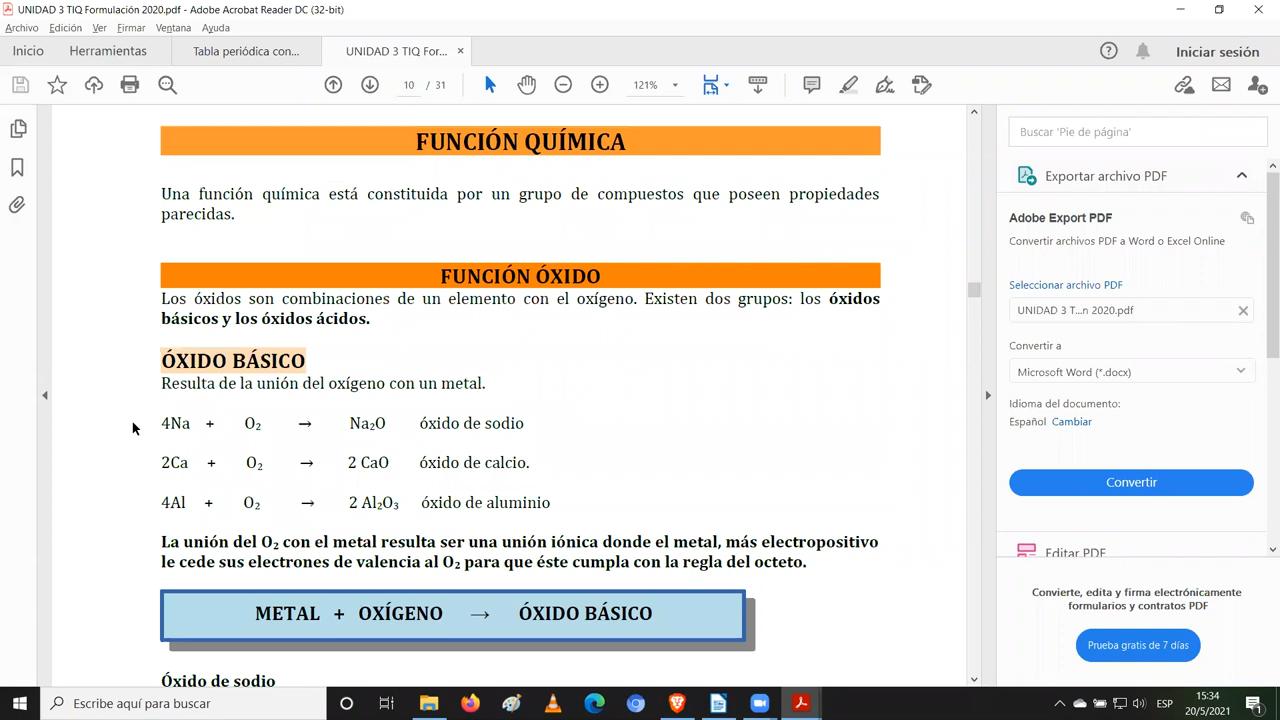 UNIDAD 3 TIQ Formulación 2020.pdf - Adobe Acrobat Reader DC (32-bit)
Archivo Edición Ver Firmar Ventana Ayuda
Inicio Herramientas Tabla periódica con... UNIDAD 3 TIQ For... × Iniciar sesión
10 / 31 121%
FUNCIÓN QUÍMICA
Una función química está constituida por un grupo de compuestos que poseen propiedades
parecidas.
FUNCIÓN ÓXIDO
Los óxidos son combinaciones de un elemento con el oxígeno. Existen dos grupos: los óxidos
básicos y los óxidos ácidos.
ÓXIDO BÁSICO
Resulta de la unión del oxígeno con un metal.
4Na + O₂ → Na₂O óxido de sodio
2Ca + O₂ → 2 CaO óxido de calcio.
4Al + O₂ → 2 Al₂O₃ óxido de aluminio
La unión del O₂ con el metal resulta ser una unión iónica donde el metal, más electropositivo
le cede sus electrones de valencia al O₂ para que éste cumpla con la regla del octeto.
METAL + OXÍGENO → ÓXIDO BÁSICO
Óxido de sodio
Buscar 'Pie de página'
Exportar archivo PDF
Adobe Export PDF
Convertir archivos PDF a Word o Excel Online
Seleccionar archivo PDF
UNIDAD 3 T...n 2020.pdf
Convertir a
Microsoft Word (*.docx)
Idioma del documento:
Español Cambiar
Convertir
Editar PDF
Convierte, edita y firma electrónicamente
formularios y contratos PDF
Prueba gratis de 7 días
Escribe aquí para buscar
ESP
15:34
20/5/2021
1